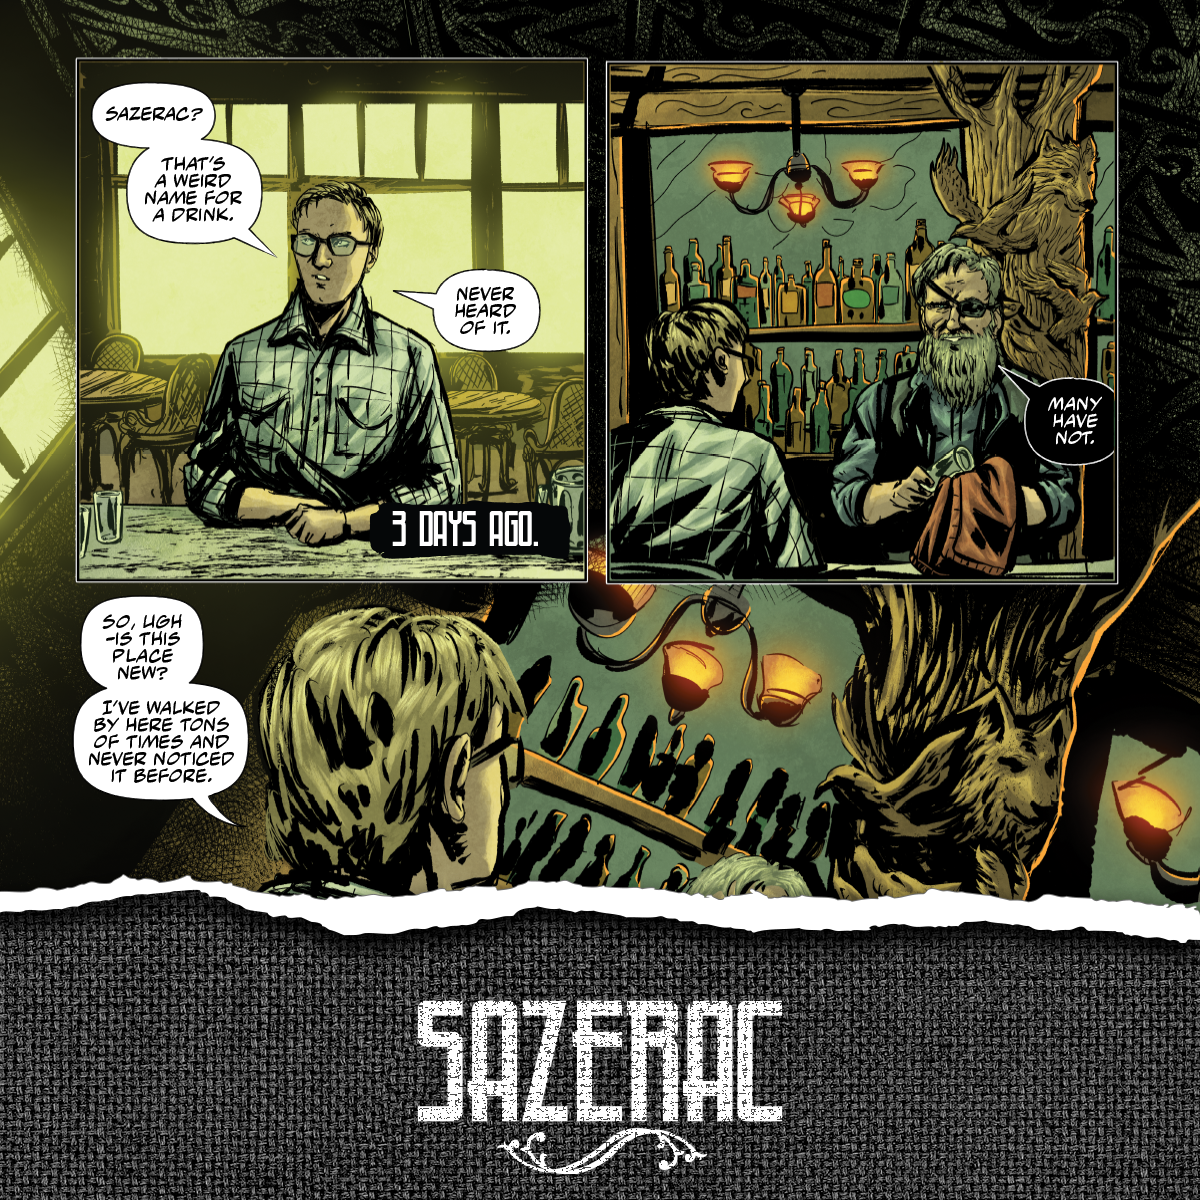 SAZERAC?
THAT'S
A WEIRD
NAME FOR
A DRINK.
NEVER
HEARD
OF IT.
3 DAYS AGO.
MANY
HAVE
NOT.
SO, UGH
-IS THIS
PLACE
NEW?
I'VE WALKED
BY HERE TONS
OF TIMES AND
NEVER NOTICED
IT BEFORE.
SAZERAC